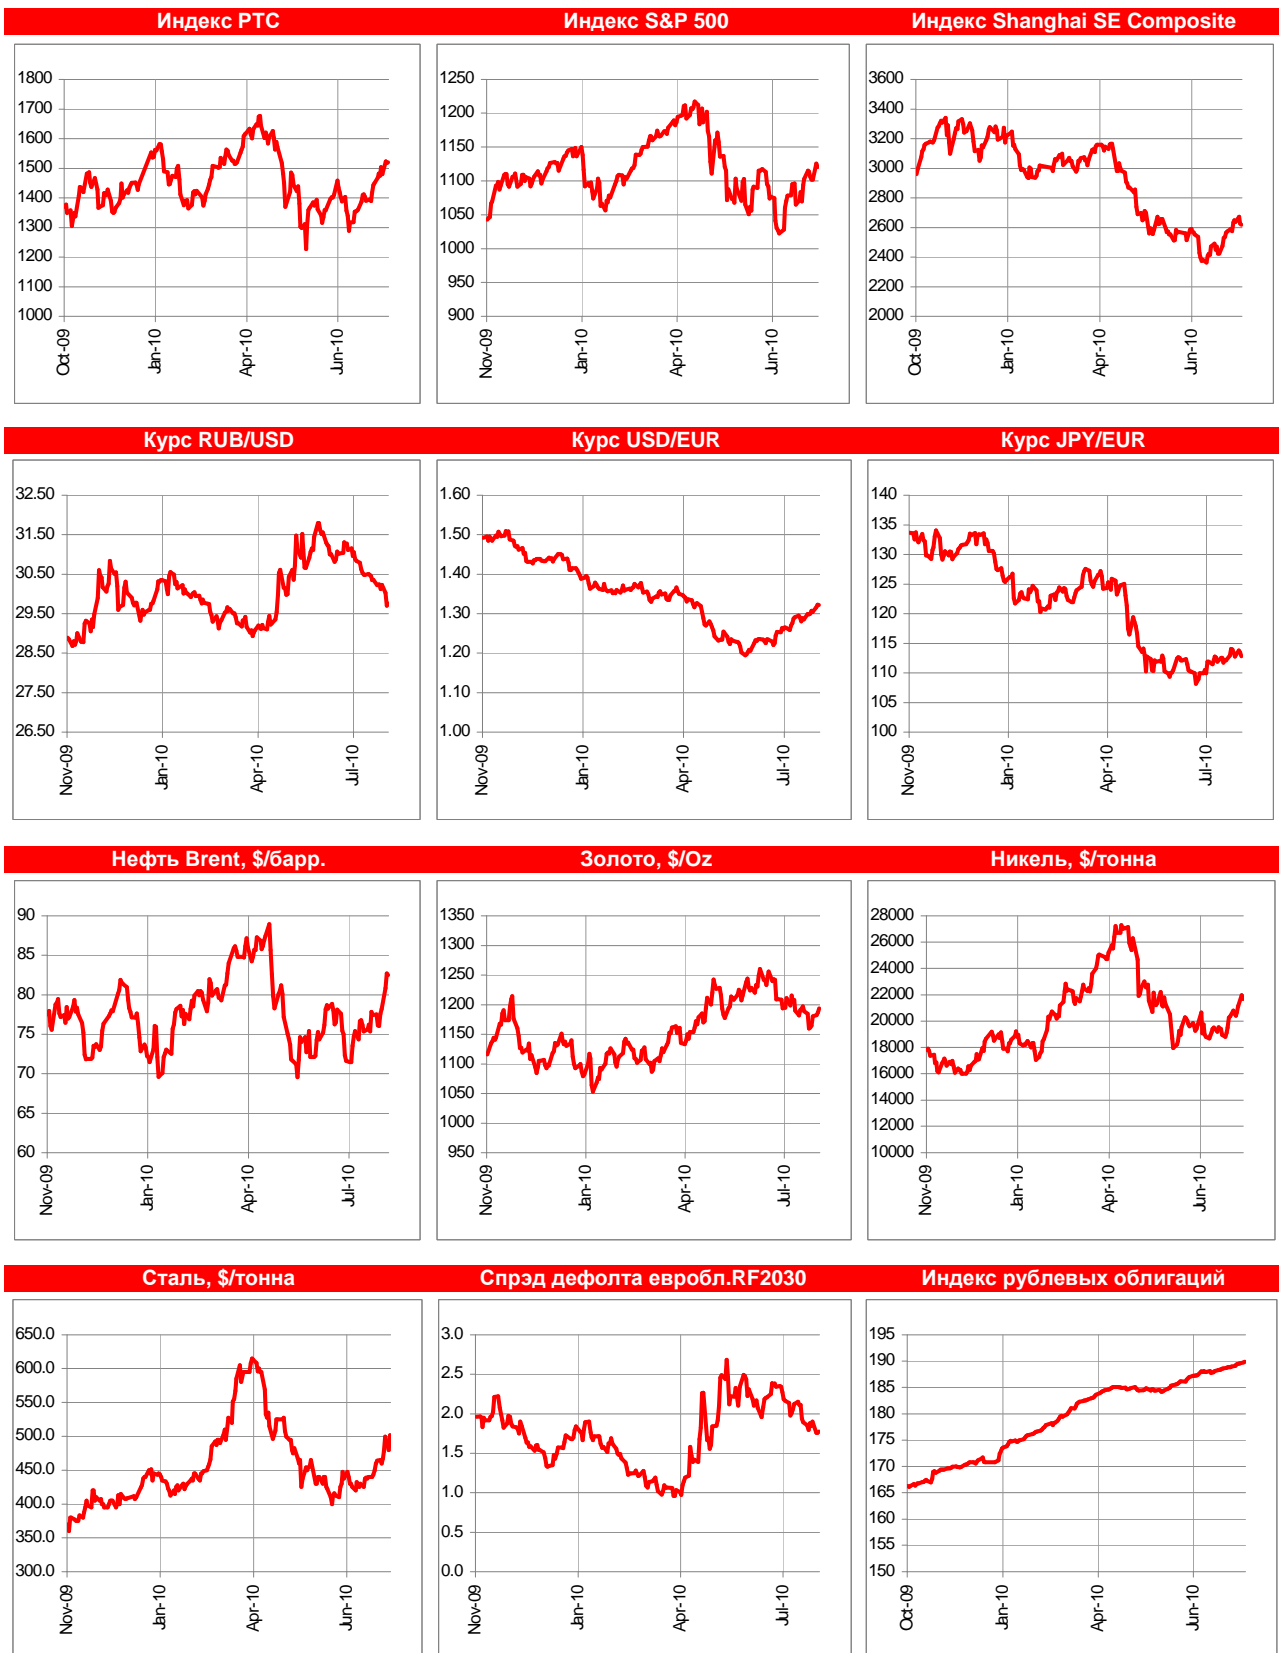 Индекс РТС
Индекс S&P 500
Индекс Shanghai SE Composite
1800
1700
1600
1500
1400
1300
1200
1100
1000
Oct-09
Jan-10
Apr-10
Jun-10
1250
1200
1150
1100
1050
1000
950
900
Nov-09
Jan-10
Apr-10
Jun-10
3600
3400
3200
3000
2800
2600
2400
2200
2000
Oct-09
Jan-10
Apr-10
Jun-10
Курс RUB/USD
Курс USD/EUR
Курс JPY/EUR
32.50
31.50
30.50
29.50
28.50
27.50
26.50
Nov-09
Jan-10
Apr-10
Jul-10
1.60
1.50
1.40
1.30
1.20
1.10
1.00
Nov-09
Jan-10
Apr-10
Jul-10
140
135
130
125
120
115
110
105
100
Nov-09
Jan-10
Apr-10
Jul-10
Нефть Brent, $/барр.
Золото, $/Oz
Никель, $/тонна
90
85
80
75
70
65
60
Nov-09
Jan-10
Apr-10
Jul-10
1350
1300
1250
1200
1150
1100
1050
1000
950
Nov-09
Jan-10
Apr-10
Jul-10
28000
26000
24000
22000
20000
18000
16000
14000
12000
10000
Nov-09
Jan-10
Apr-10
Jun-10
Сталь, $/тонна
Спрэд дефолта евробл.RF2030
Индекс рублевых облигаций
650.0
600.0
550.0
500.0
450.0
400.0
350.0
300.0
Nov-09
Jan-10
Apr-10
Jun-10
3.0
2.5
2.0
1.5
1.0
0.5
0.0
Nov-09
Jan-10
Apr-10
Jul-10
195
190
185
180
175
170
165
160
155
150
Oct-09
Jan-10
Apr-10
Jun-10